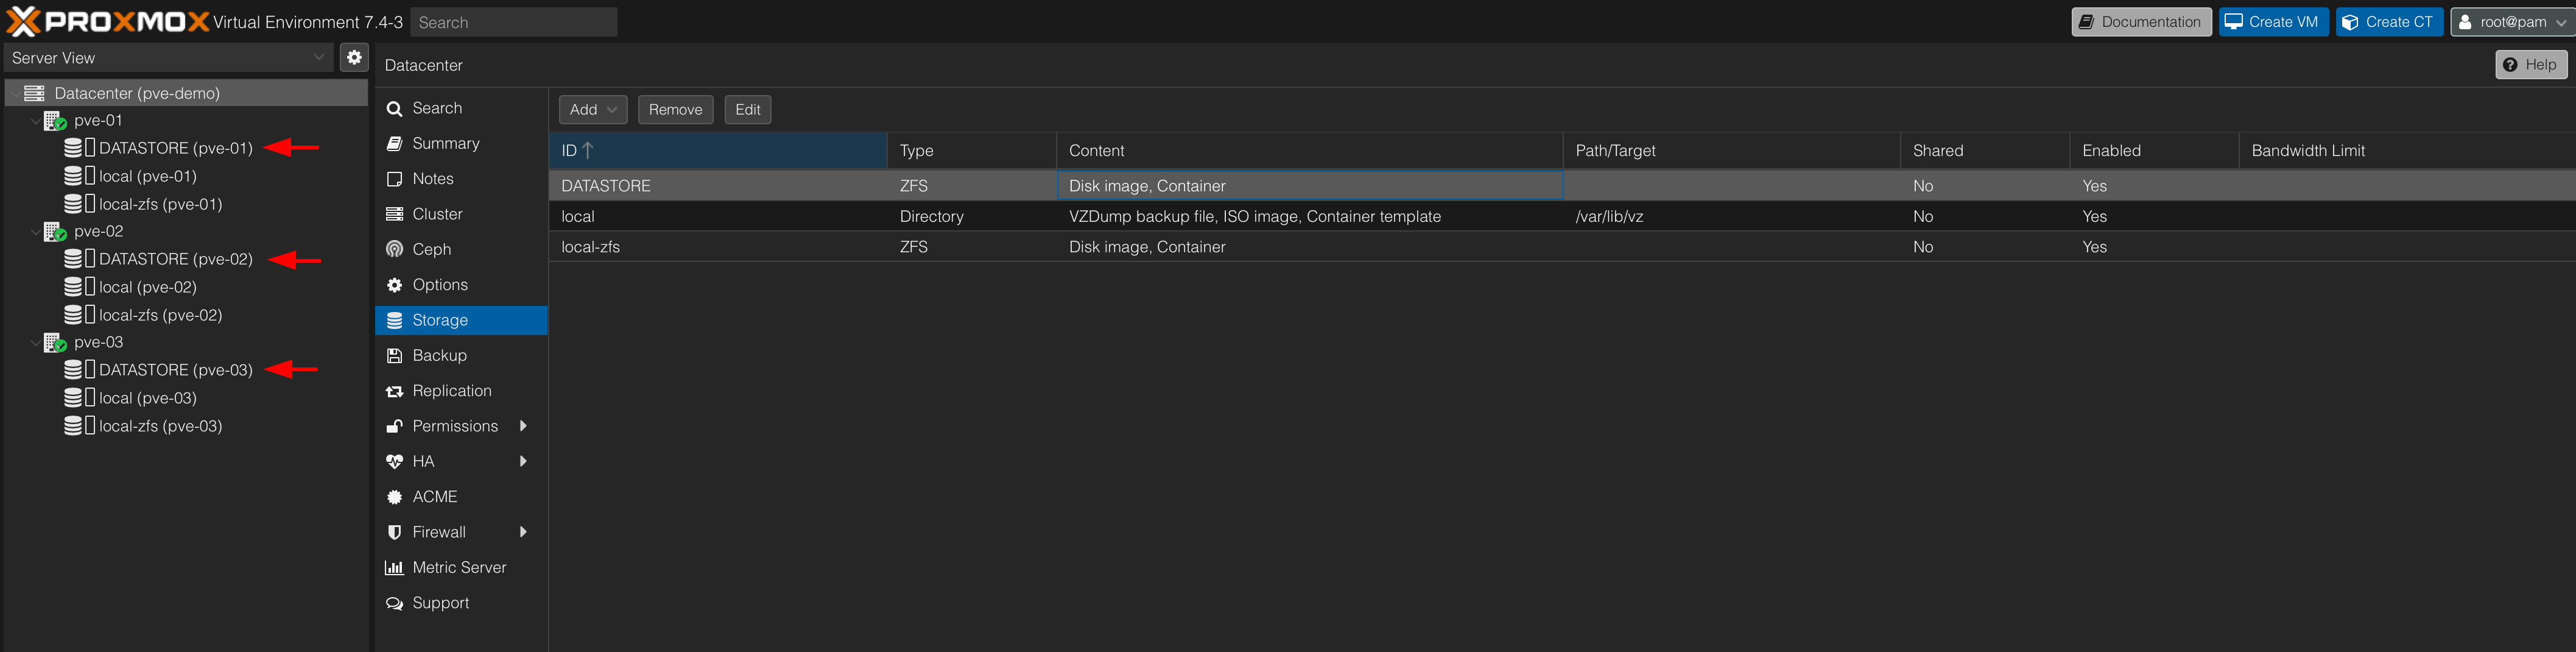 PROXMOX Virtual Environment 7.4-3 Search Documentation Create VM Create CT root@pam
Server View
Datacenter (pve-demo)
pve-01
DATASTORE (pve-01)
local (pve-01)
local-zfs (pve-01)
pve-02
DATASTORE (pve-02)
local (pve-02)
local-zfs (pve-02)
pve-03
DATASTORE (pve-03)
local (pve-03)
local-zfs (pve-03)
Datacenter Help
Search
Summary
Notes
Cluster
Ceph
Options
Storage
Backup
Replication
Permissions
HA
ACME
Firewall
Metric Server
Support
Add Remove Edit
ID Type Content Path/Target Shared Enabled Bandwidth Limit
DATASTORE ZFS Disk image, Container No Yes
local Directory VZDump backup file, ISO image, Container template /var/lib/vz No Yes
local-zfs ZFS Disk image, Container No Yes